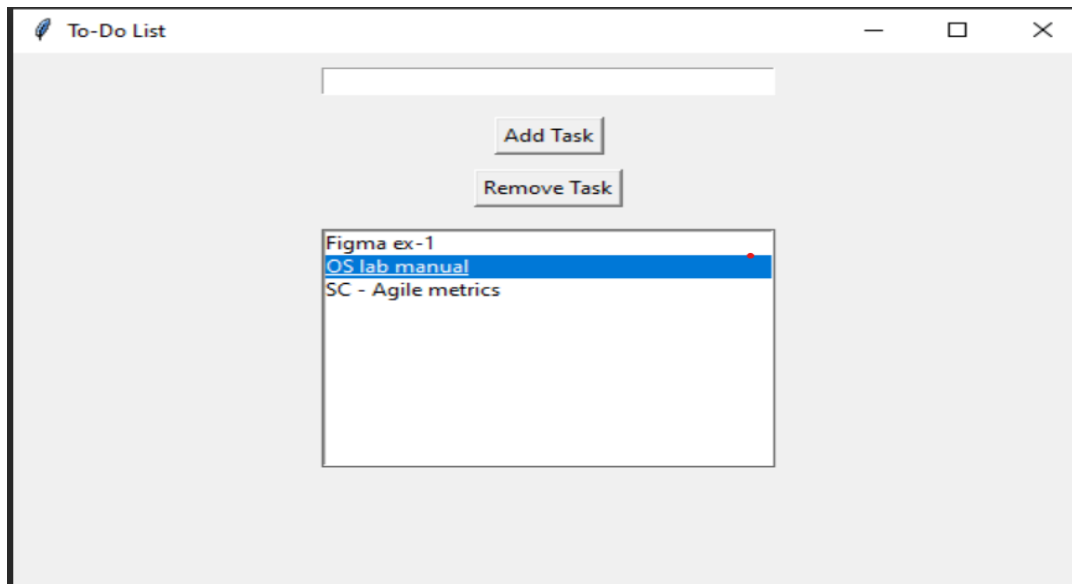 To-Do List
Add Task
Remove Task
Figma ex-1
OS lab manual
SC - Agile metrics